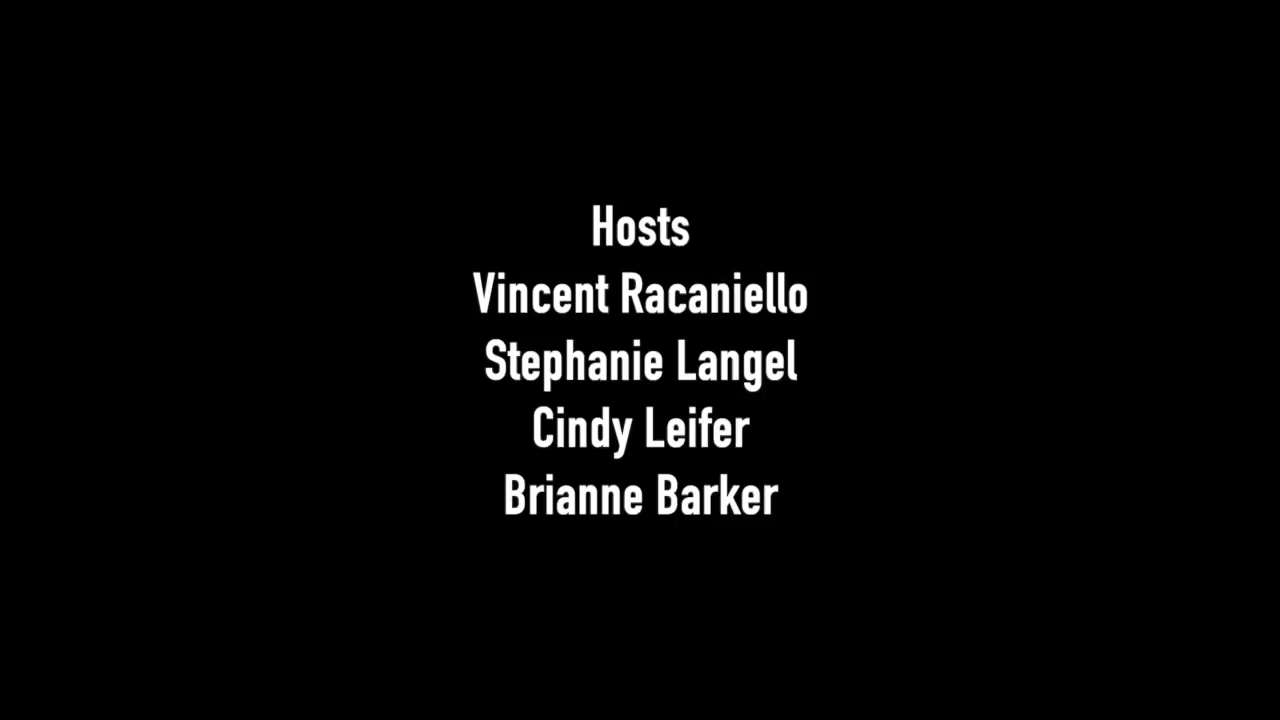 Hosts
Vincent Racaniello
Stephanie Langel
Cindy Leifer
Brianne Barker